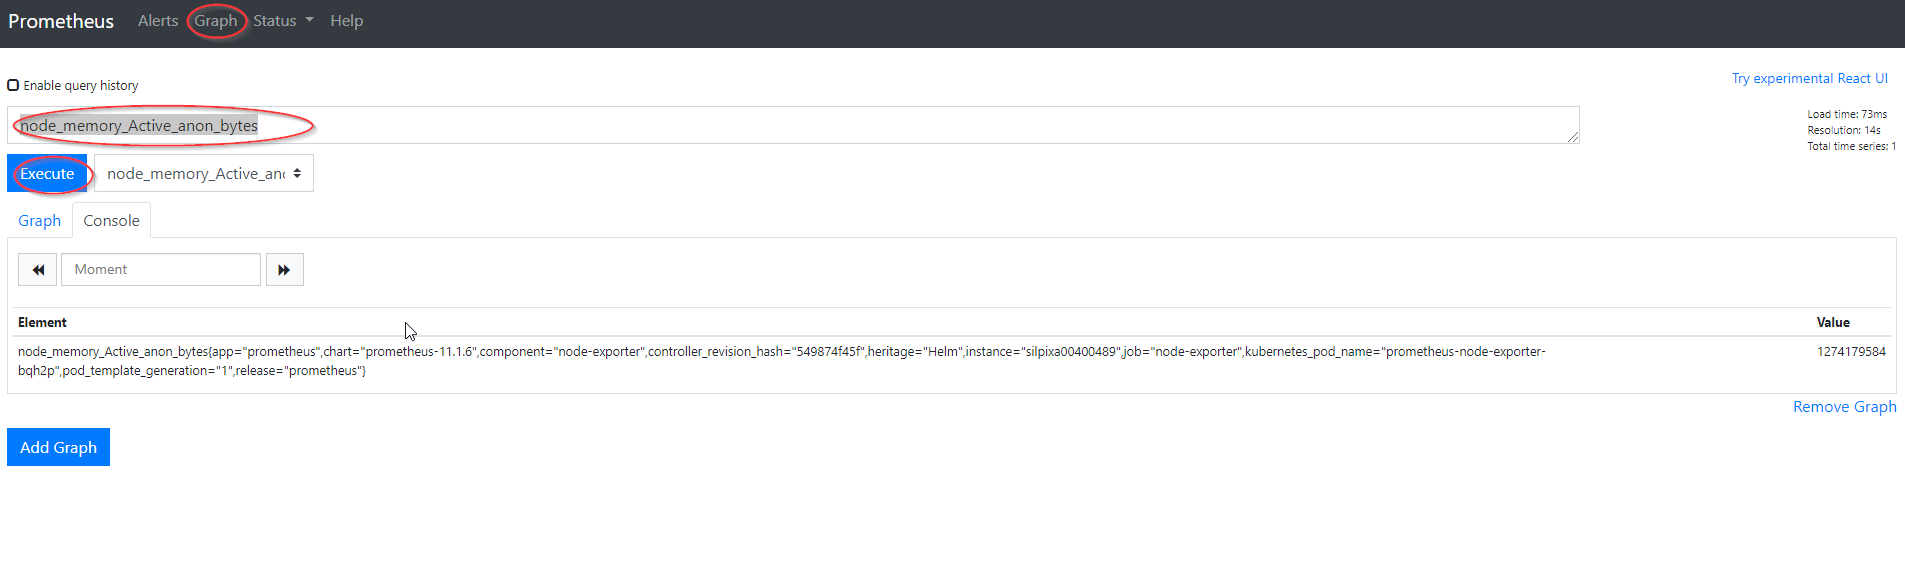 Prometheus Alerts Graph Status Help
Enable query history
Try experimental React UI
node_memory_Active_anon_bytes
Load time: 73ms
Resolution: 14s
Total time series: 1
Execute node_memory_Active_an
Graph Console
Moment
Element Value
node_memory_Active_anon_bytes{app="prometheus",chart="prometheus-11.1.6",component="node-exporter",controller_revision_hash="549874f45f",heritage="Helm",instance="silpixa00400489",job="node-exporter",kubernetes_pod_name="prometheus-node-exporter- 1274179584
bqh2p",pod_template_generation="1",release="prometheus"}
Remove Graph
Add Graph